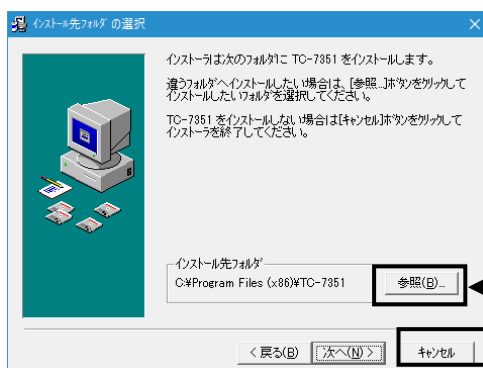 インストール先フォルダの選択
インストーラは次のフォルダに TC-7351 をインストールします。
違うフォルダへインストールしたい場合は、[参照...]ボタンをクリックして
インストールしたいフォルダを選択してください。
TC-7351 をインストールしない場合は[キャンセル]ボタンをクリックして
インストーラを終了してください。
インストール先フォルダ
C:¥Program Files (x86)¥TC-7351
参照(B)...
< 戻る(B)
次へ(N) >
キャンセル